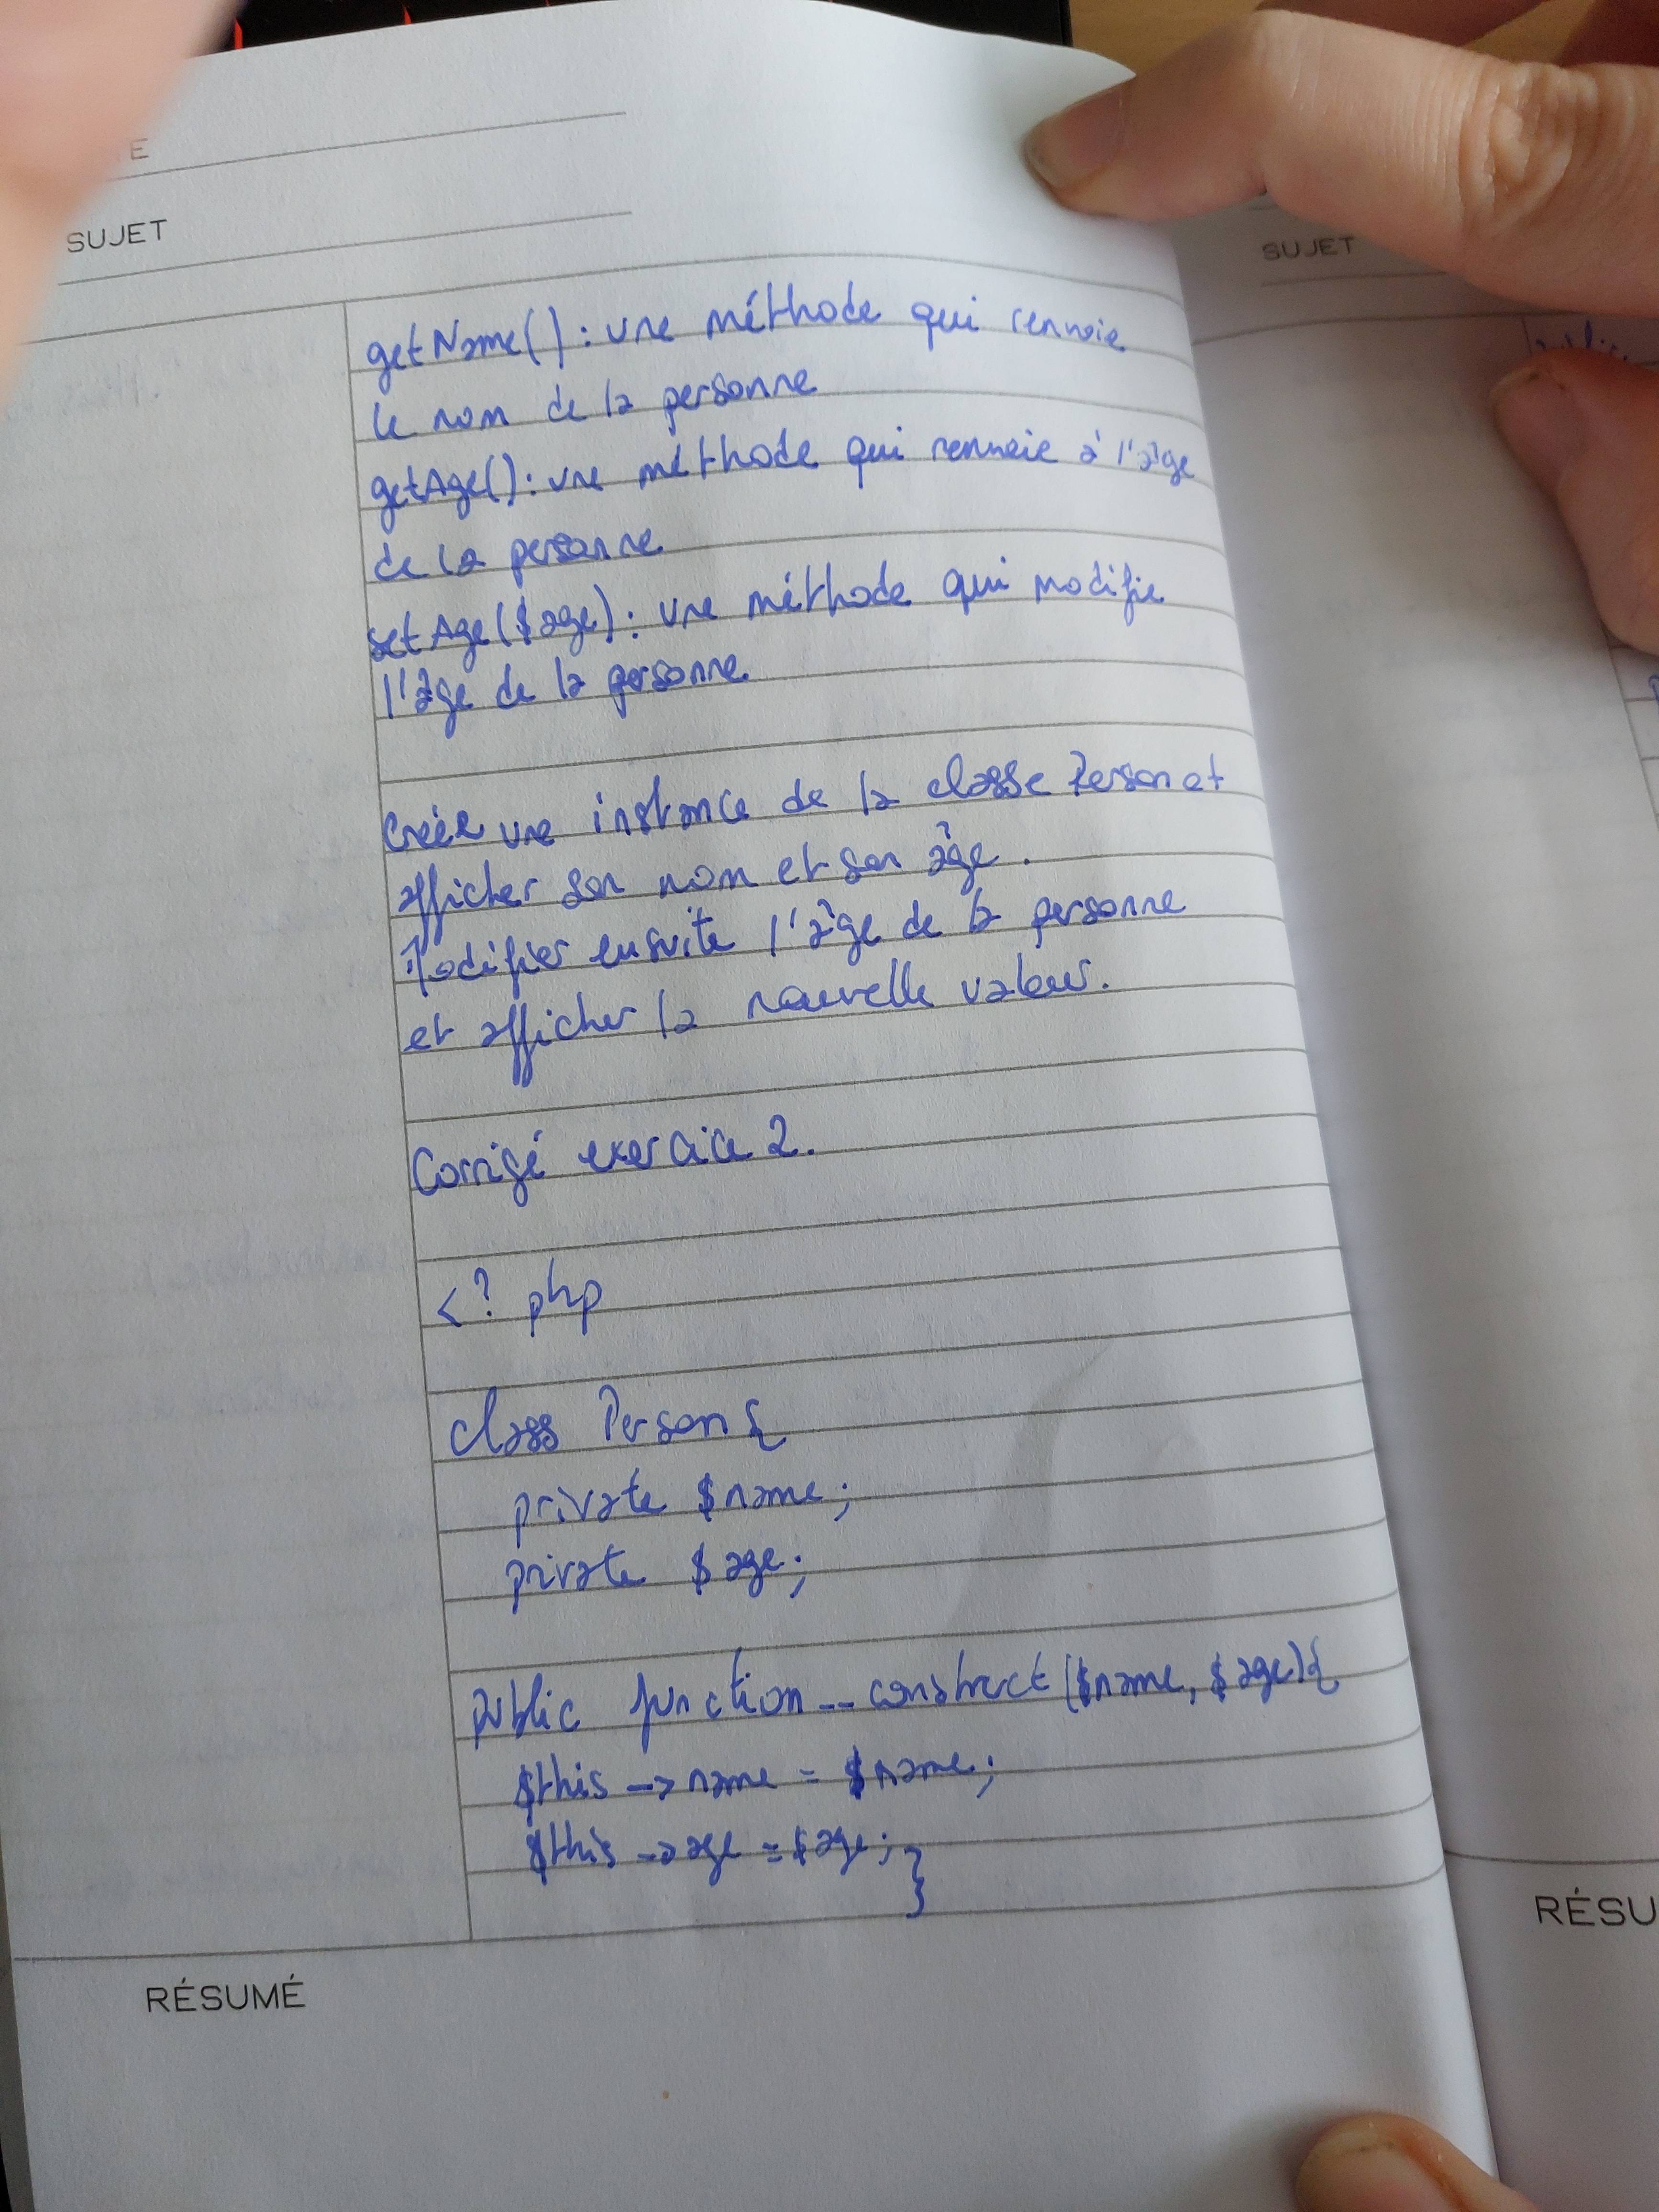 TE
SUJET
getName() : une méthode qui renvoie
le nom de la personne
getAge() : une méthode qui renvoie à l'âge
de la personne
setAge($age) : une méthode qui modifie
l'âge de la personne
Créer une instance de la classe Person et
afficher son nom et son âge.
Modifier ensuite l'âge de la personne
et afficher la nouvelle valeur.
Corrigé exercice 2.
<? php
class Person {
private $name;
private $age;
public function __construct ($name, $age) {
$this -> name = $name;
$this -> age = $age; }
RÉSUMÉ
SUJET
RÉSU